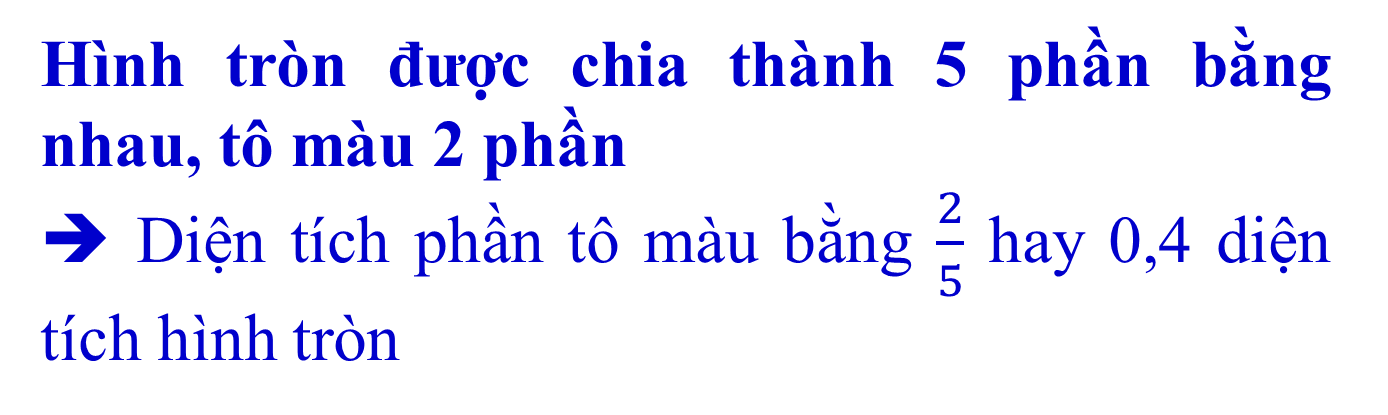 Hình tròn được chia thành 5 phần bằng
nhau, tô màu 2 phần
➔ Diện tích phần tô màu bằng 2/5 hay 0,4 diện
tích hình tròn